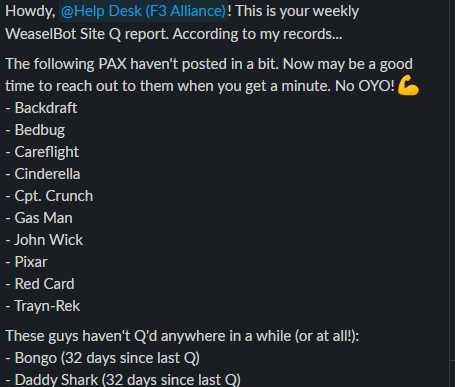 Howdy, @Help Desk (F3 Alliance)! This is your weekly
WeaselBot Site Q report. According to my records...
The following PAX haven't posted in a bit. Now may be a good
time to reach out to them when you get a minute. No OYO! 💪
- Backdraft
- Bedbug
- Careflight
- Cinderella
- Cpt. Crunch
- Gas Man
- John Wick
- Pixar
- Red Card
- Trayn-Rek
These guys haven't Q'd anywhere in a while (or at all!):
- Bongo (32 days since last Q)
- Daddy Shark (32 days since last Q)